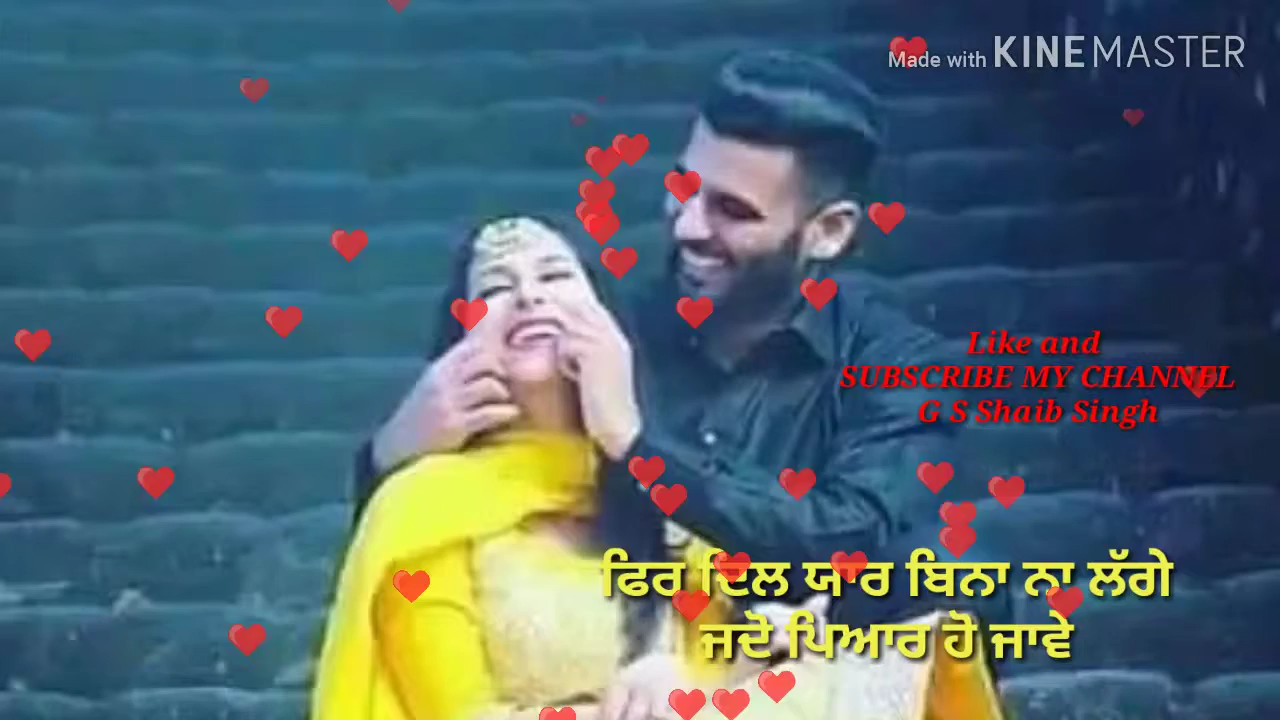 Made with KINEMASTER
Like and
SUBSCRIBE MY CHANNEL
G S Shaib Singh
ਫਿਰ ਦਿਲ ਯਾਰ ਬਿਨਾ ਨਾ ਲੱਗੇ
ਜਦੋ ਪਿਆਰ ਹੋ ਜਾਵੇ